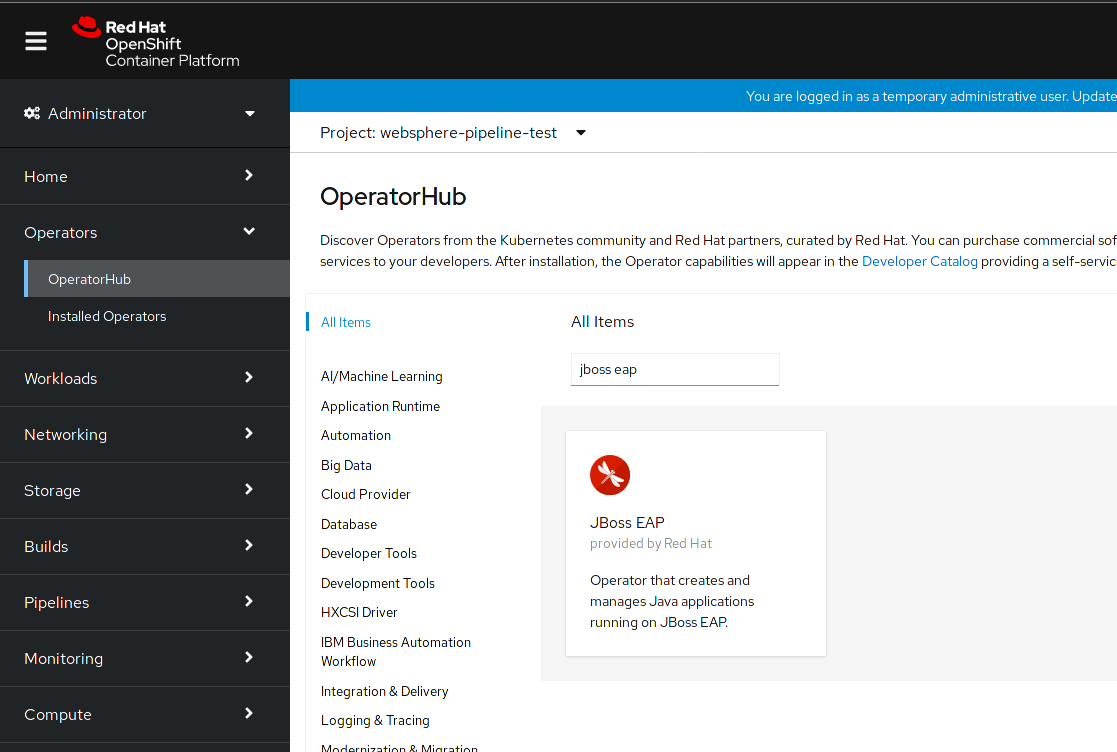 Red Hat
OpenShift
Container Platform
Administrator
You are logged in as a temporary administrative user. Update
Project: websphere-pipeline-test
Home
Operators
OperatorHub
Installed Operators
Workloads
Networking
Storage
Builds
Pipelines
Monitoring
Compute
OperatorHub
Discover Operators from the Kubernetes community and Red Hat partners, curated by Red Hat. You can purchase commercial sof
services to your developers. After installation, the Operator capabilities will appear in the Developer Catalog providing a self-servic
All Items
AI/Machine Learning
Application Runtime
Automation
Big Data
Cloud Provider
Database
Developer Tools
Development Tools
HXCSI Driver
IBM Business Automation
Workflow
Integration & Delivery
Logging & Tracing
Modernization & Migration
All Items
jboss eap
JBoss EAP
provided by Red Hat
Operator that creates and
manages Java applications
running on JBoss EAP.